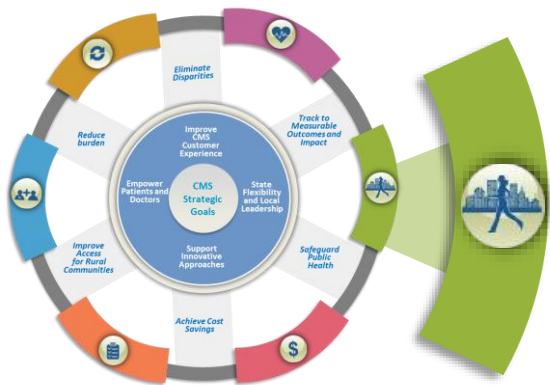 Eliminate
Disparities
Track to
Measurable
Outcomes and
Impact
Safeguard
Public
Health
Achieve Cost
Savings
Improve
Access
for Rural
Communities
Reduce
burden
Improve
CMS
Customer
Experience
State
Flexibility
and Local
Leadership
Support
Innovative
Approaches
Empower
Patients and
Doctors
CMS
Strategic
Goals
$